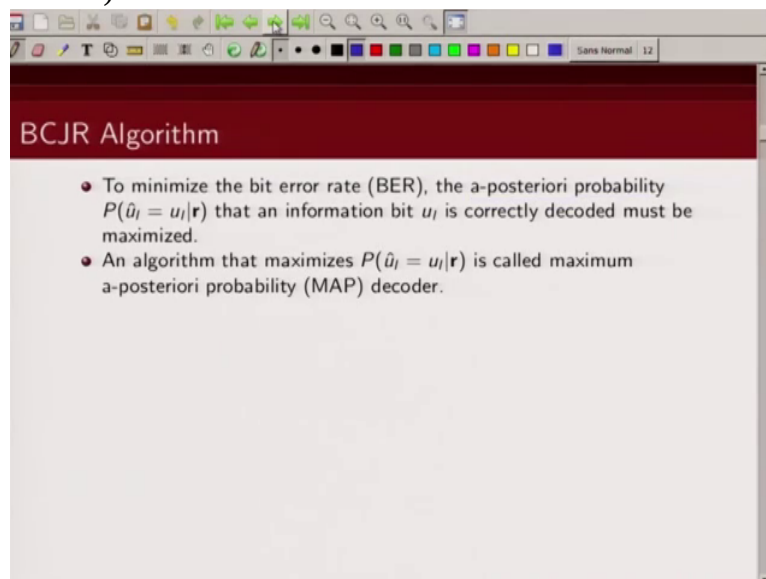 T
Sans Normal 12
BCJR Algorithm
• To minimize the bit error rate (BER), the a-posteriori probability
P(û_l = u_l|r) that an information bit u_l is correctly decoded must be
maximized.
• An algorithm that maximizes P(û_l = u_l|r) is called maximum
a-posteriori probability (MAP) decoder.